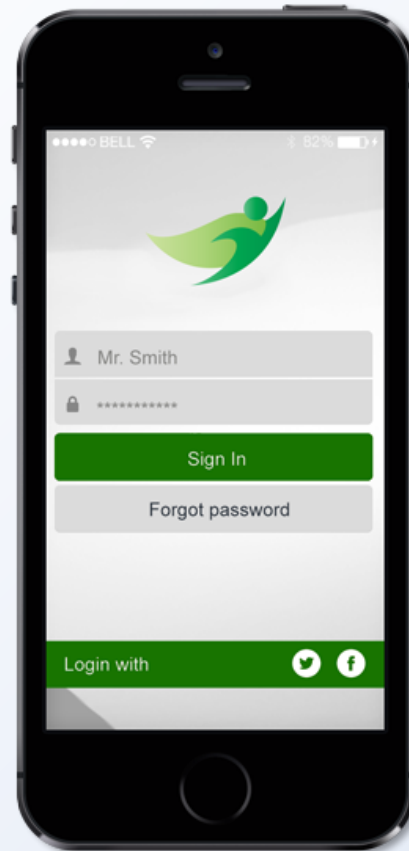 BELL 82%
Mr. Smith
***********
Sign In
Forgot password
Login with